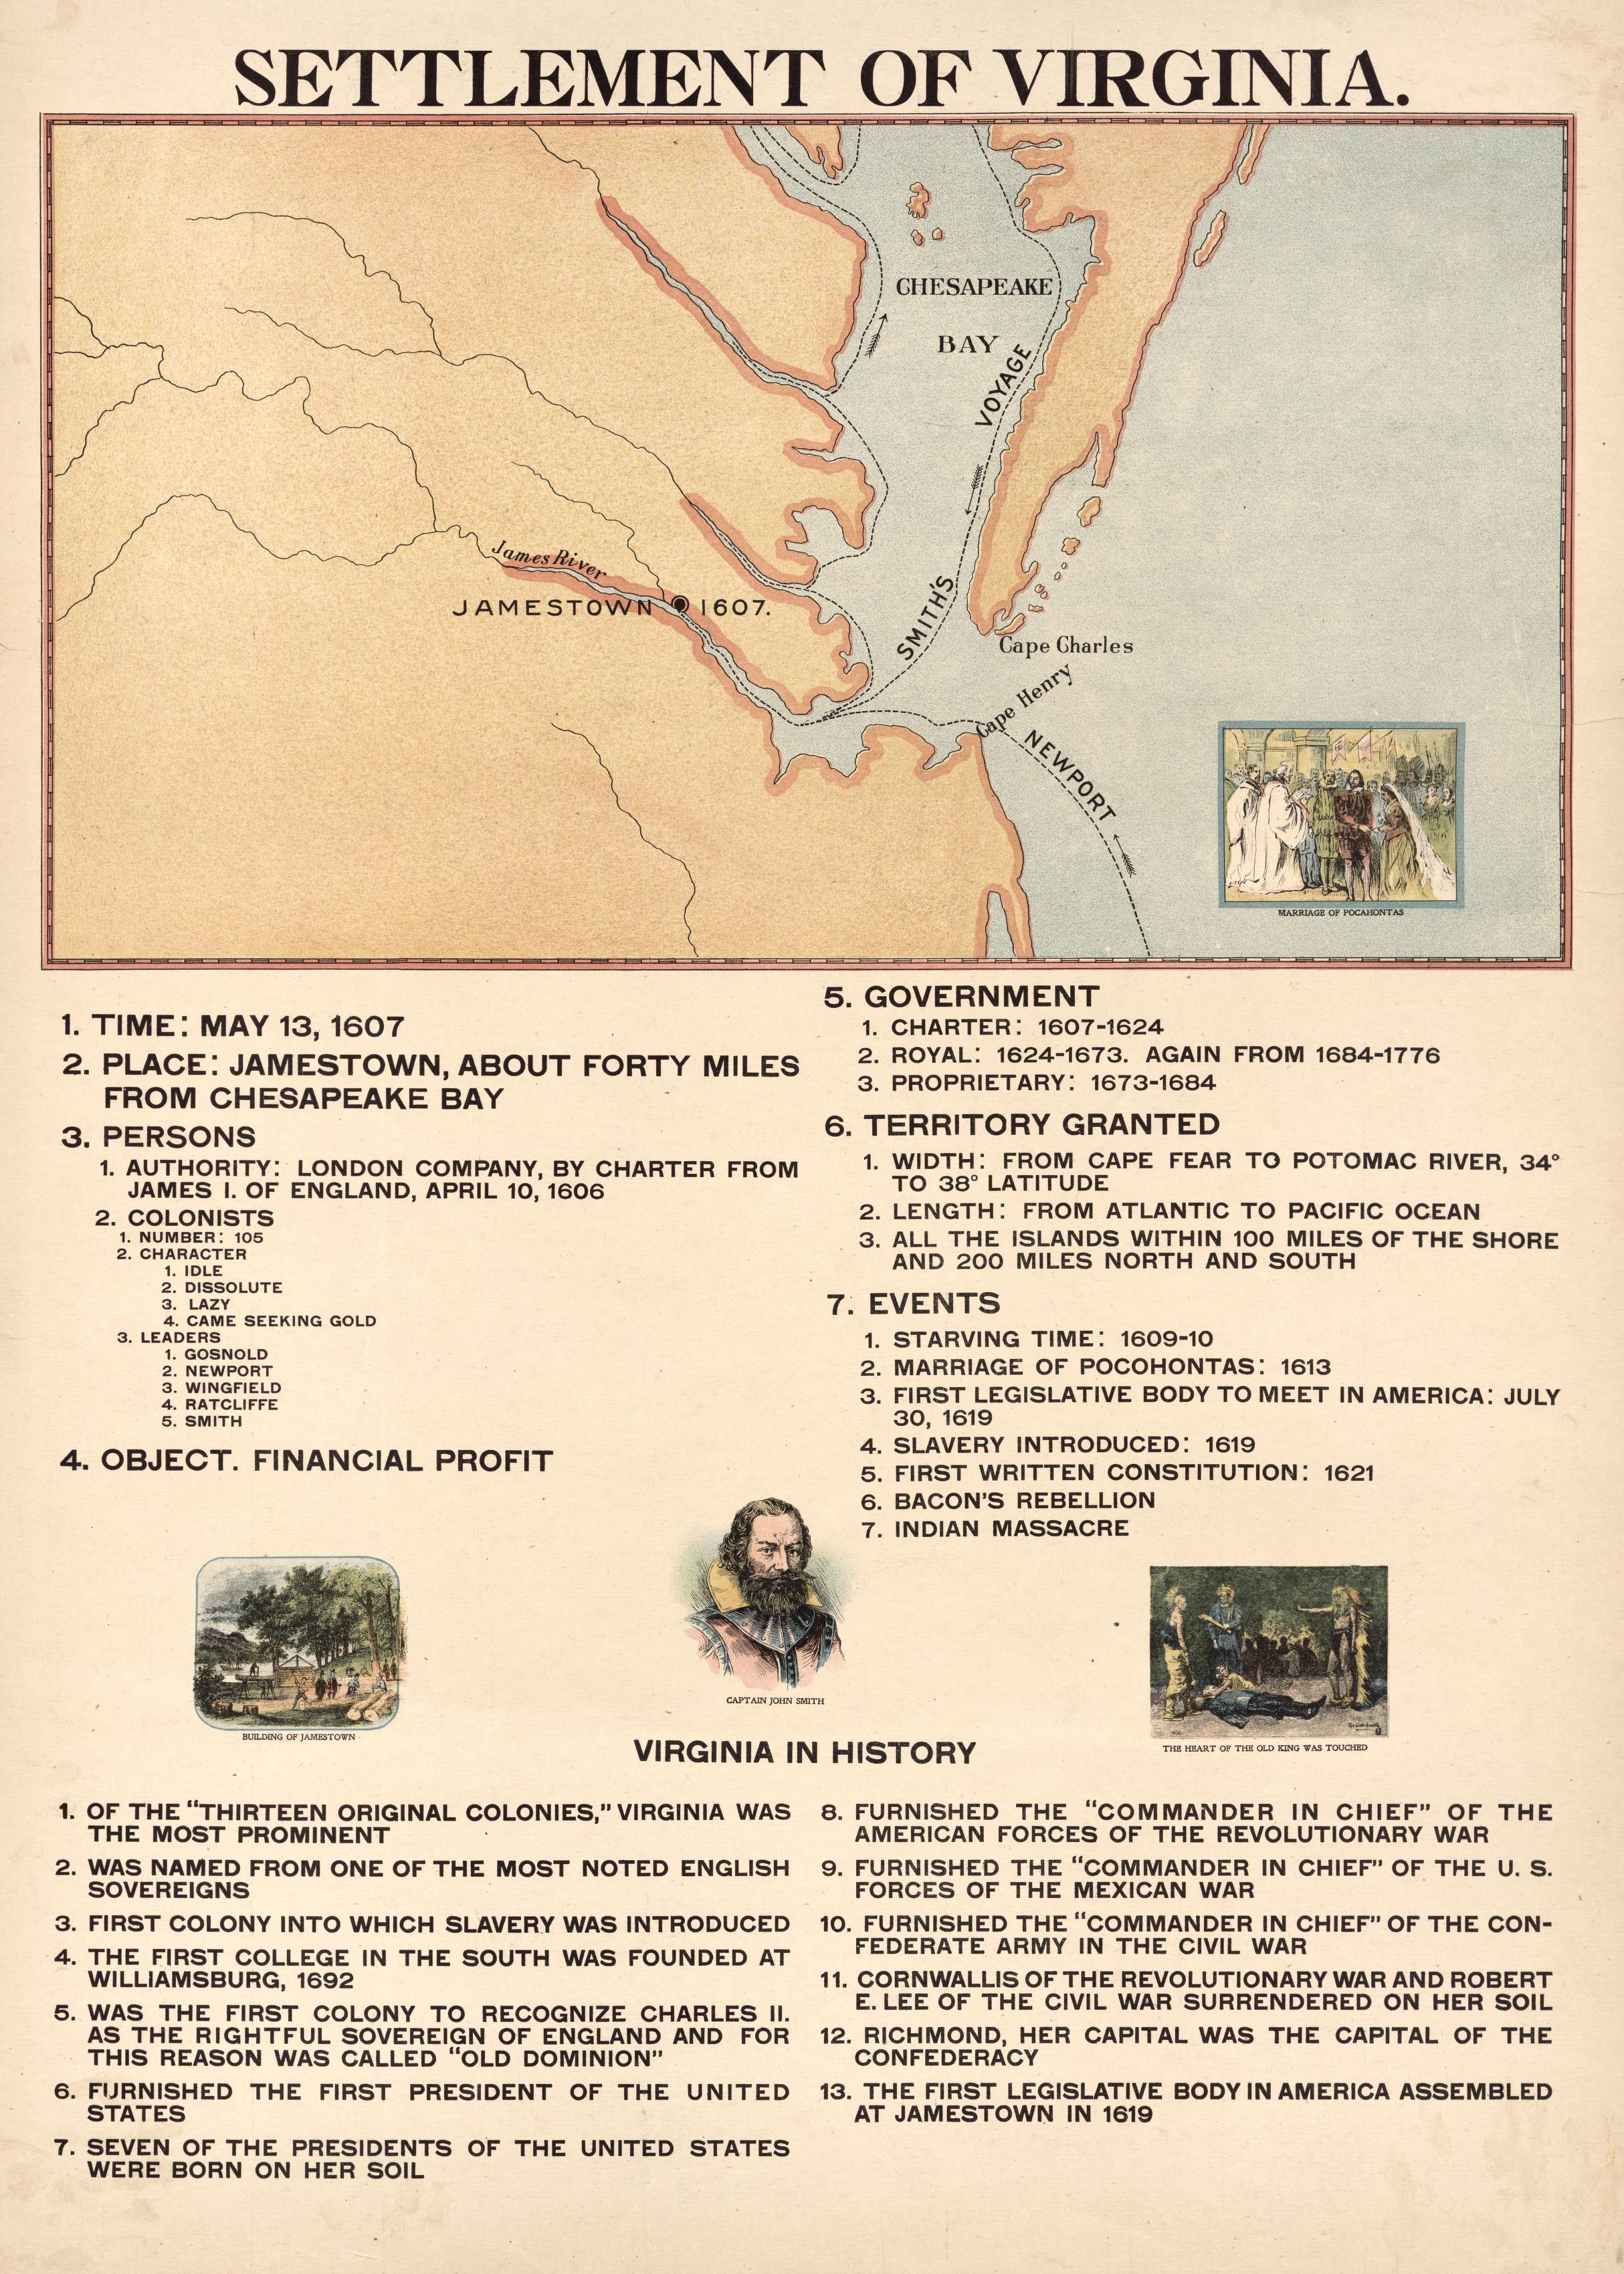 SETTLEMENT OF VIRGINIA.
CHESAPEAKE
BAY
VOYAGE
SMITH'S
James River
JAMESTOWN 1607.
Cape Charles
Cape Henry
NEWPORT
MARRIAGE OF POCAHONTAS
1. TIME: MAY 13, 1607
2. PLACE: JAMESTOWN, ABOUT FORTY MILES
FROM CHESAPEAKE BAY
3. PERSONS
1. AUTHORITY: LONDON COMPANY, BY CHARTER FROM
JAMES I. OF ENGLAND, APRIL 10, 1606
2. COLONISTS
1. NUMBER: 105
2. CHARACTER
1. IDLE
2. DISSOLUTE
3. LAZY
4. CAME SEEKING GOLD
3. LEADERS
1. GOSNOLD
2. NEWPORT
3. WINGFIELD
4. RATCLIFFE
5. SMITH
4. OBJECT. FINANCIAL PROFIT
5. GOVERNMENT
1. CHARTER: 1607-1624
2. ROYAL: 1624-1673. AGAIN FROM 1684-1776
3. PROPRIETARY: 1673-1684
6. TERRITORY GRANTED
1. WIDTH: FROM CAPE FEAR TO POTOMAC RIVER, 34°
TO 38° LATITUDE
2. LENGTH: FROM ATLANTIC TO PACIFIC OCEAN
3. ALL THE ISLANDS WITHIN 100 MILES OF THE SHORE
AND 200 MILES NORTH AND SOUTH
7. EVENTS
1. STARVING TIME: 1609-10
2. MARRIAGE OF POCOHONTAS: 1613
3. FIRST LEGISLATIVE BODY TO MEET IN AMERICA: JULY
30, 1619
4. SLAVERY INTRODUCED: 1619
5. FIRST WRITTEN CONSTITUTION: 1621
6. BACON'S REBELLION
7. INDIAN MASSACRE
BUILDING OF JAMESTOWN
CAPTAIN JOHN SMITH
THE HEART OF THE OLD KING WAS TOUCHED
VIRGINIA IN HISTORY
1. OF THE "THIRTEEN ORIGINAL COLONIES," VIRGINIA WAS
THE MOST PROMINENT
2. WAS NAMED FROM ONE OF THE MOST NOTED ENGLISH
SOVEREIGNS
3. FIRST COLONY INTO WHICH SLAVERY WAS INTRODUCED
4. THE FIRST COLLEGE IN THE SOUTH WAS FOUNDED AT
WILLIAMSBURG, 1692
5. WAS THE FIRST COLONY TO RECOGNIZE CHARLES II.
AS THE RIGHTFUL SOVEREIGN OF ENGLAND AND FOR
THIS REASON WAS CALLED "OLD DOMINION"
6. FURNISHED THE FIRST PRESIDENT OF THE UNITED
STATES
7. SEVEN OF THE PRESIDENTS OF THE UNITED STATES
WERE BORN ON HER SOIL
8. FURNISHED THE "COMMANDER IN CHIEF" OF THE
AMERICAN FORCES OF THE REVOLUTIONARY WAR
9. FURNISHED THE "COMMANDER IN CHIEF" OF THE U. S.
FORCES OF THE MEXICAN WAR
10. FURNISHED THE "COMMANDER IN CHIEF" OF THE CON-
FEDERATE ARMY IN THE CIVIL WAR
11. CORNWALLIS OF THE REVOLUTIONARY WAR AND ROBERT
E. LEE OF THE CIVIL WAR SURRENDERED ON HER SOIL
12. RICHMOND, HER CAPITAL WAS THE CAPITAL OF THE
CONFEDERACY
13. THE FIRST LEGISLATIVE BODY IN AMERICA ASSEMBLED
AT JAMESTOWN IN 1619